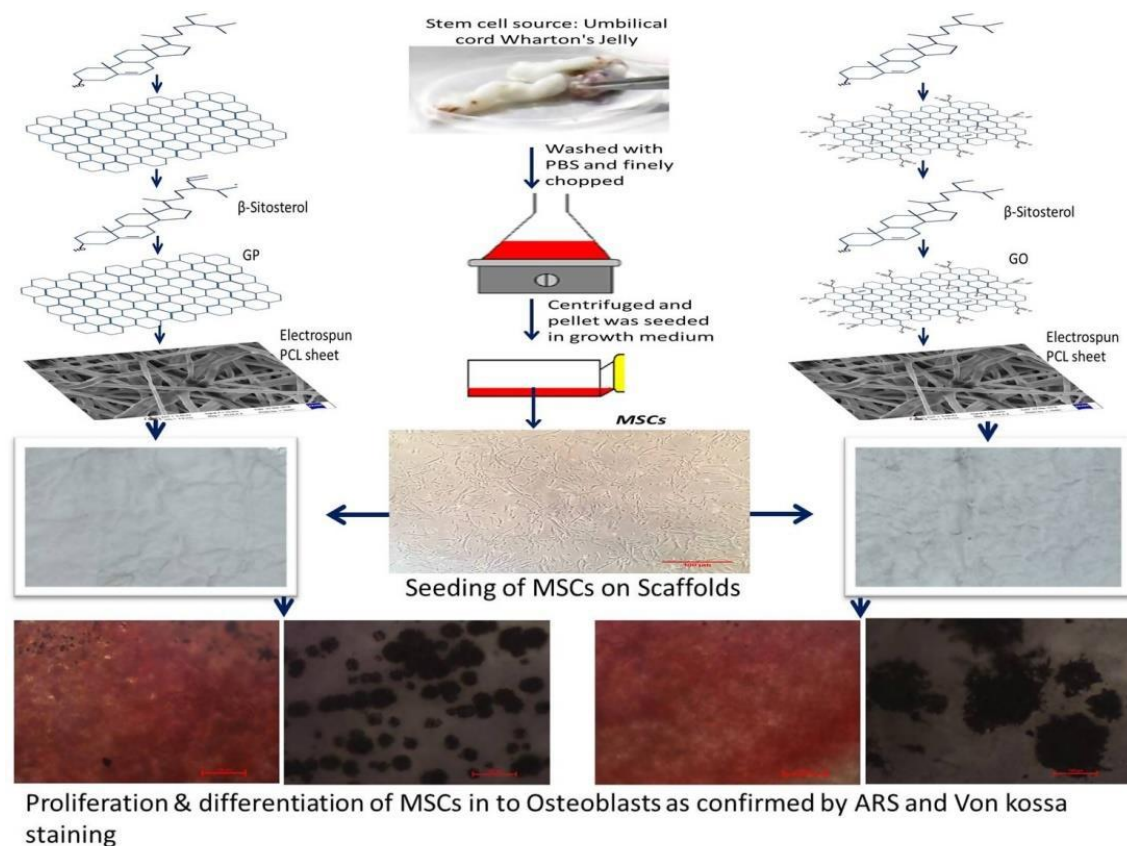 Stem cell source: Umbilical
cord Wharton's Jelly
Washed with
PBS and finely
chopped
β-Sitosterol
GP
Electrospun
PCL sheet
Centrifuged and
pellet was seeded
in growth medium
MSCs
β-Sitosterol
GO
Electrospun
PCL sheet
Seeding of MSCs on Scaffolds
Proliferation & differentiation of MSCs in to Osteoblasts as confirmed by ARS and Von kossa
staining